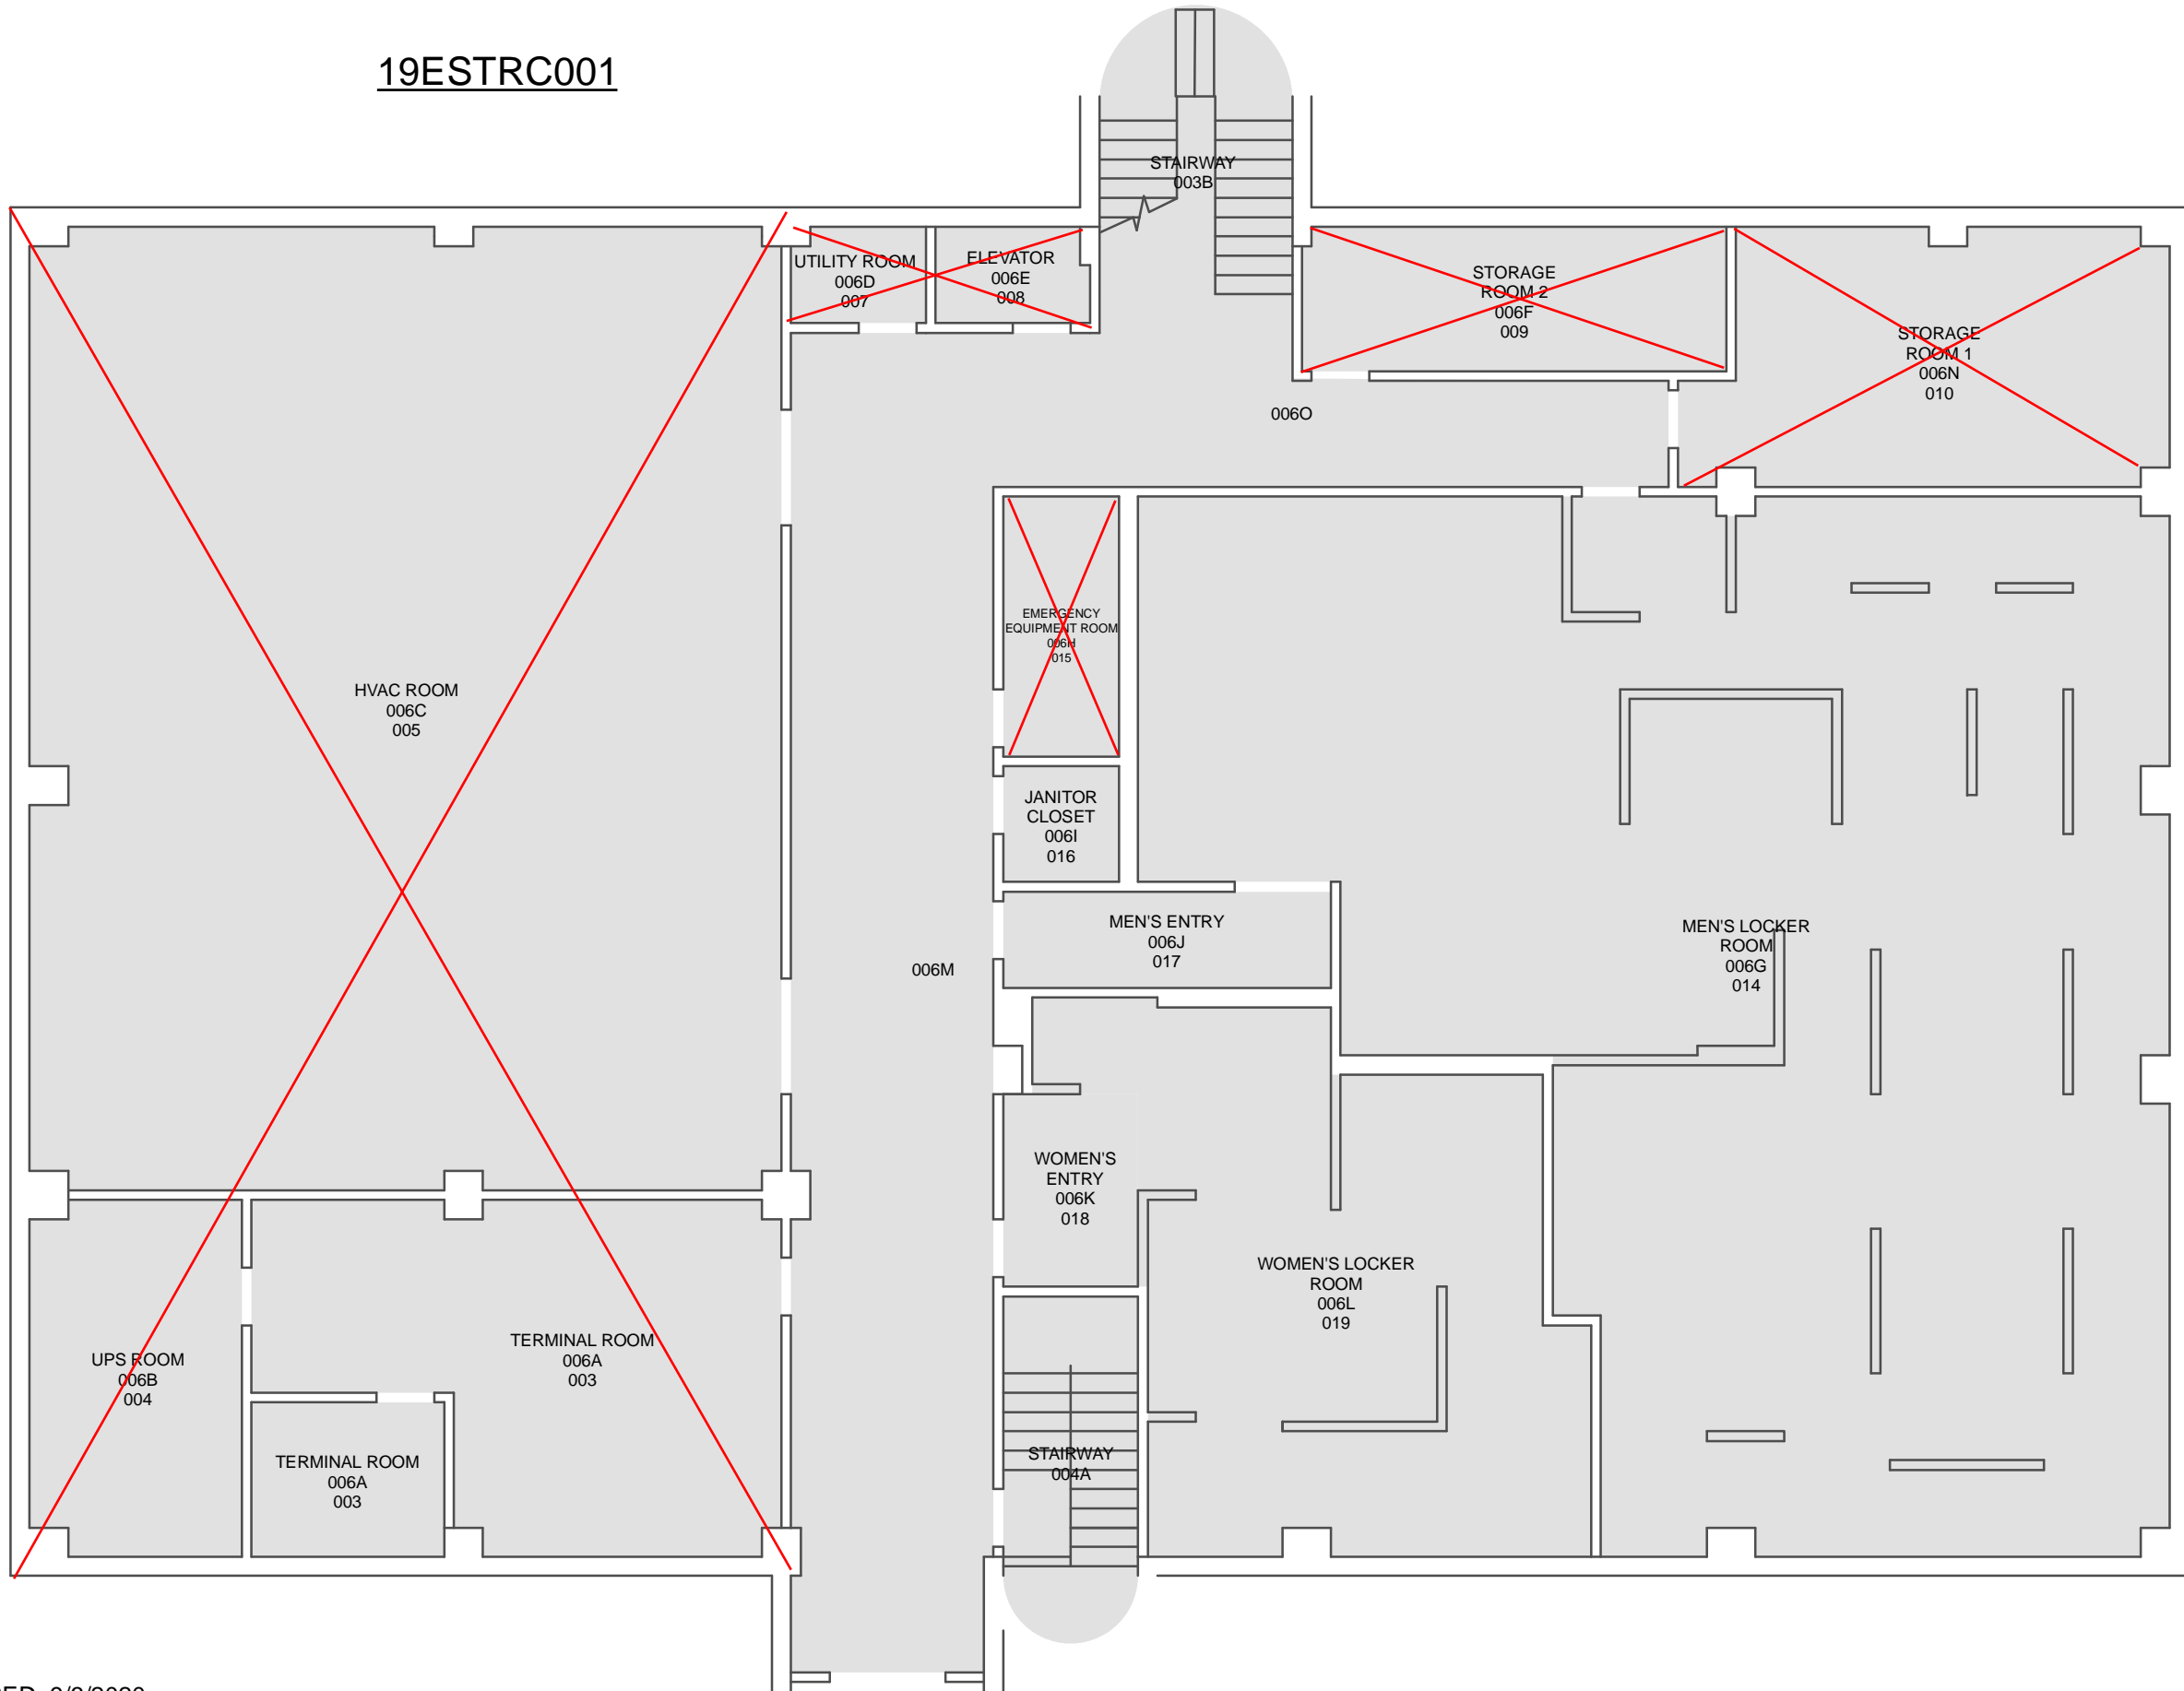 19ESTRC001
STAIRWAY
003B
UTILITY ROOM
006D
007
ELEVATOR
006E
008
STORAGE
ROOM 2
006F
009
STORAGE
ROOM 1
006N
010
006O
EMERGENCY
EQUIPMENT ROOM
006H
015
HVAC ROOM
006C
005
JANITOR
CLOSET
006I
016
MEN'S ENTRY
006J
017
MEN'S LOCKER
ROOM
006G
014
006M
WOMEN'S
ENTRY
006K
018
WOMEN'S LOCKER
ROOM
006L
019
TERMINAL ROOM
006A
003
UPS ROOM
006B
004
TERMINAL ROOM
006A
003
STAIRWAY
004A